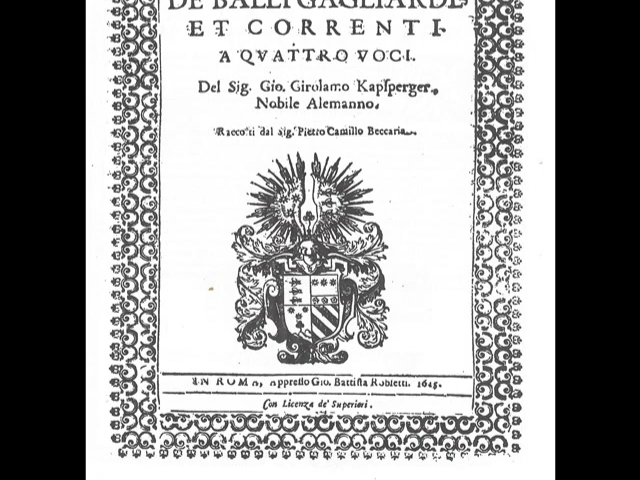 DE BALLI GAGLIARDE
ET CORRENTI.
A QVATTRO VOCI.
Del Sig. Gio. Girolamo Kapſperger.
Nobile Alemanno.
Raccolti dal sig. Pietro Camillo Beccaria.
IN ROMA, Appreſſo Gio. Battiſta Robletti. 1615.
Con Licenza de' Superiori.